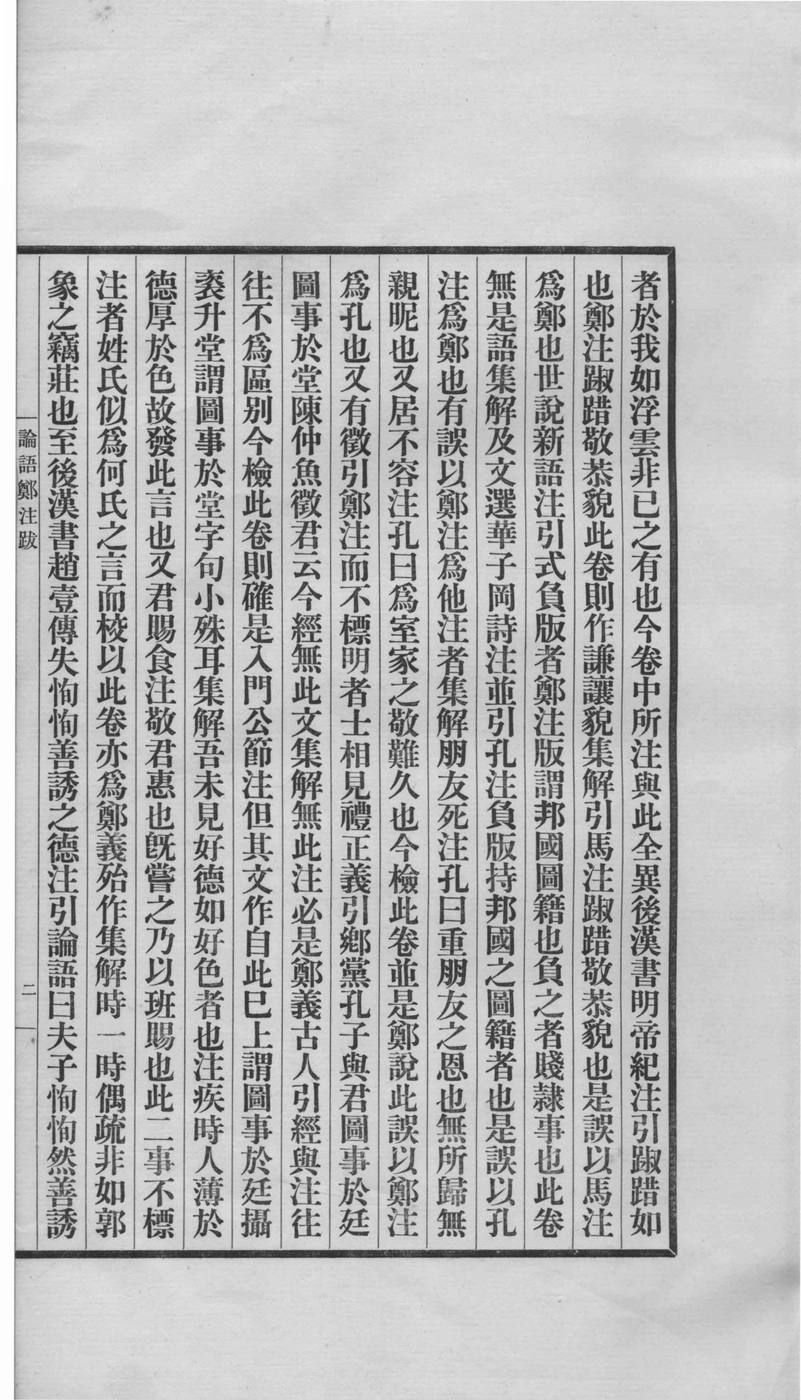 者於我如浮雲非已之有也今卷中所注與此全異後漢書明帝紀注引踧踖如
也鄭注踧踖敬恭貌此卷則作謙讓貌集解引馬注踧踖敬恭貌也是誤以馬注
爲鄭也世說新語注引式負版者鄭注版謂邦國圖籍也負之者賤隷事也此卷
無是語集解及文選華子岡詩注並引孔注負版持邦國之圖籍者也是誤以孔
注爲鄭也有誤以鄭注爲他注者集解朋友死注孔曰重朋友之恩也無所歸無
親昵也又居不容注孔曰爲室家之敬難久也今檢此卷並是鄭說此誤以鄭注
爲孔也又有徵引鄭注而不標明者士相見禮正義引鄉黨孔子與君圖事於廷
圖事於堂陳仲魚徵君云今經無此文集解無此注必是鄭義古人引經與注往
往不爲區别今檢此卷則確是入門公節注但其文作自此巳上謂圖事於廷攝
袠升堂謂圖事於堂字句小殊耳集解吾未見好德如好色者也注疾時人薄於
德厚於色故發此言也又君賜食注敬君惠也旣嘗之乃以班賜也此二事不標
注者姓氏似爲何氏之言而校以此卷亦爲鄭義殆作集解時一時偶疏非如郭
象之竊莊也至後漢書趙壹傳失恂恂善誘之德注引論語曰夫子恂恂然善誘
論語鄭注跋
二